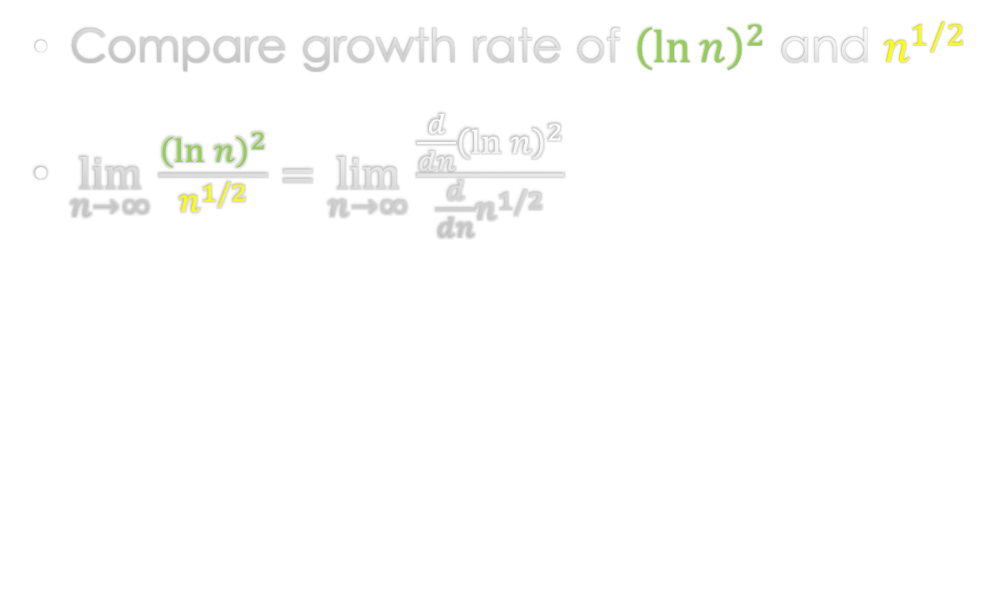 Compare growth rate of (ln n)² and n^{1/2}
lim_{n→∞} (ln n)²/n^{1/2} = lim_{n→∞} (d/dn (ln n)²)/(d/dn n^{1/2})